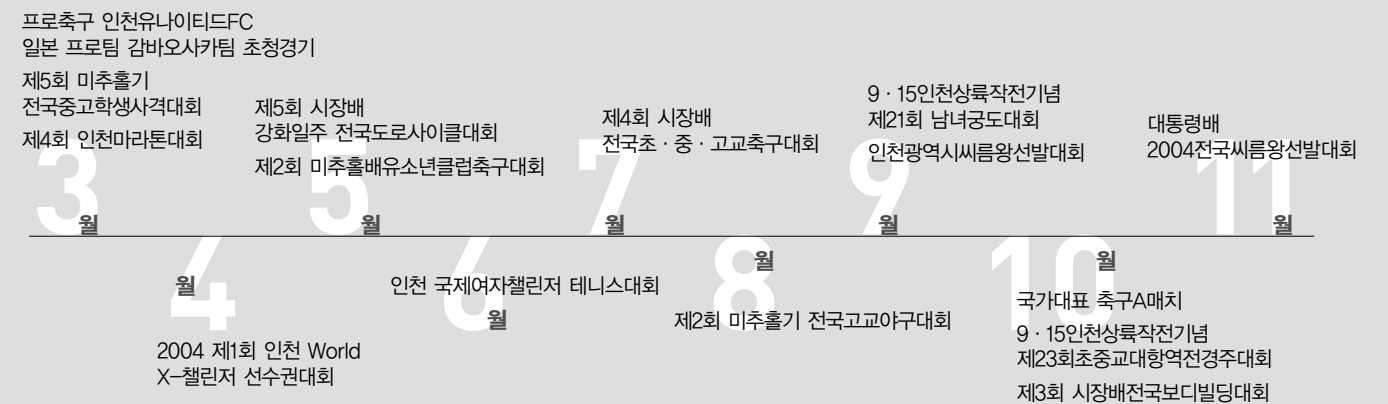 프로축구 인천유나이티드FC
일본 프로팀 감바오사카팀 초청경기
제5회 미추홀기
전국중고학생사격대회
제4회 인천마라톤대회
3
월
4
월
2004 제1회 인천 World
X-챌린저 선수권대회
제5회 시장배
강화일주 전국도로사이클대회
제2회 미추홀배유소년클럽축구대회
5
월
인천 국제여자챌린저 테니스대회
6
월
제4회 시장배
전국초 · 중 · 고교축구대회
7
월
8
월
제2회 미추홀기 전국고교야구대회
9 · 15인천상륙작전기념
제21회 남녀궁도대회
인천광역시씨름왕선발대회
9
월
10
월
국가대표 축구A매치
9 · 15인천상륙작전기념
제23회초중교대항역전경주대회
제3회 시장배전국보디빌딩대회
대통령배
2004전국씨름왕선발대회
11
월